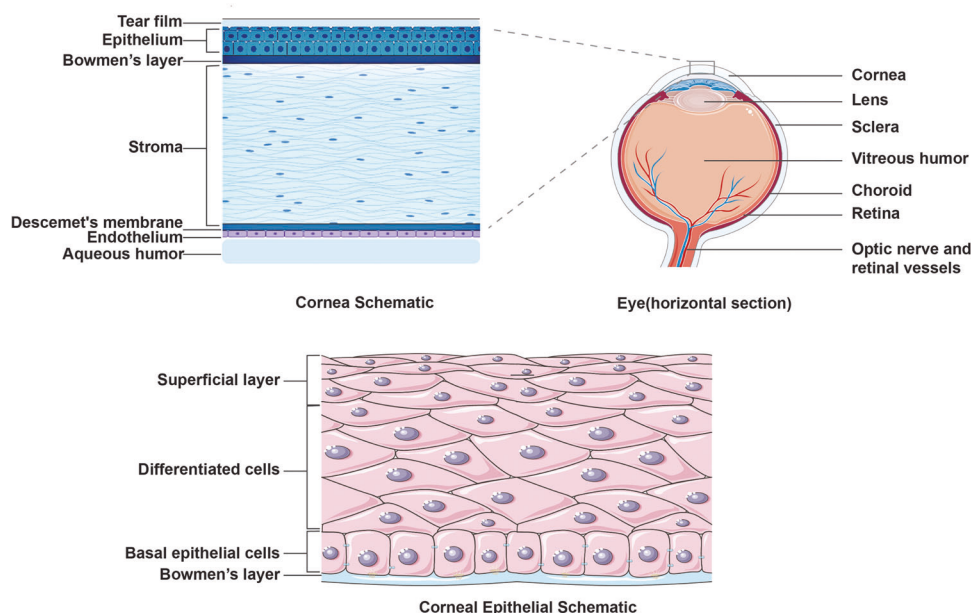 Tear film
Epithelium
Bowmen's layer
Stroma
Descemet's membrane
Endothelium
Aqueous humor
Cornea Schematic
Cornea
Lens
Sclera
Vitreous humor
Choroid
Retina
Optic nerve and
retinal vessels
Eye(horizontal section)
Superficial layer
Differentiated cells
Basal epithelial cells
Bowmen's layer
Corneal Epithelial Schematic